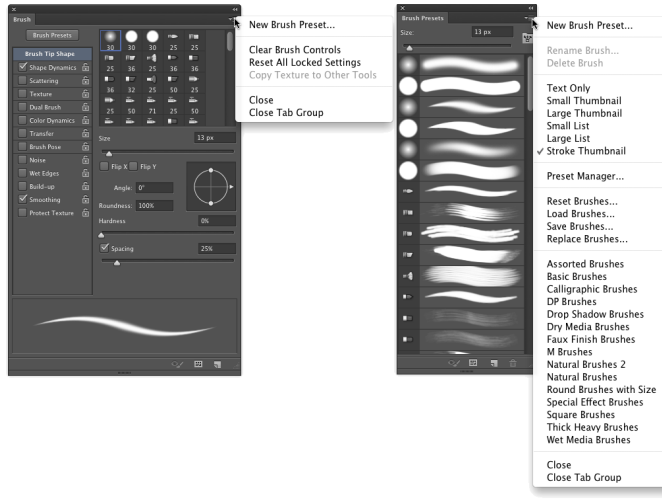 Brush
Brush Presets
Brush Tip Shape
Shape Dynamics
Scattering
Texture
Dual Brush
Color Dynamics
Transfer
Brush Pose
Noise
Wet Edges
Build-up
Smoothing
Protect Texture
30 30 30 25 25
25 25 36 25 36
36 32 25 50 25
25 50 71 25 25
Size 13 px
Flip X Flip Y
Angle: 0°
Roundness: 100%
Hardness 0%
Spacing 25%
New Brush Preset...
Clear Brush Controls
Reset All Locked Settings
Copy Texture to Other Tools
Close
Close Tab Group
Brush Presets
Size: 13 px
New Brush Preset...
Rename Brush...
Delete Brush
Text Only
Small Thumbnail
Large Thumbnail
Small List
Large List
✓ Stroke Thumbnail
Preset Manager...
Reset Brushes...
Load Brushes...
Save Brushes...
Replace Brushes...
Assorted Brushes
Basic Brushes
Calligraphic Brushes
DP Brushes
Drop Shadow Brushes
Dry Media Brushes
Faux Finish Brushes
M Brushes
Natural Brushes 2
Natural Brushes
Round Brushes with Size
Special Effect Brushes
Square Brushes
Thick Heavy Brushes
Wet Media Brushes
Close
Close Tab Group